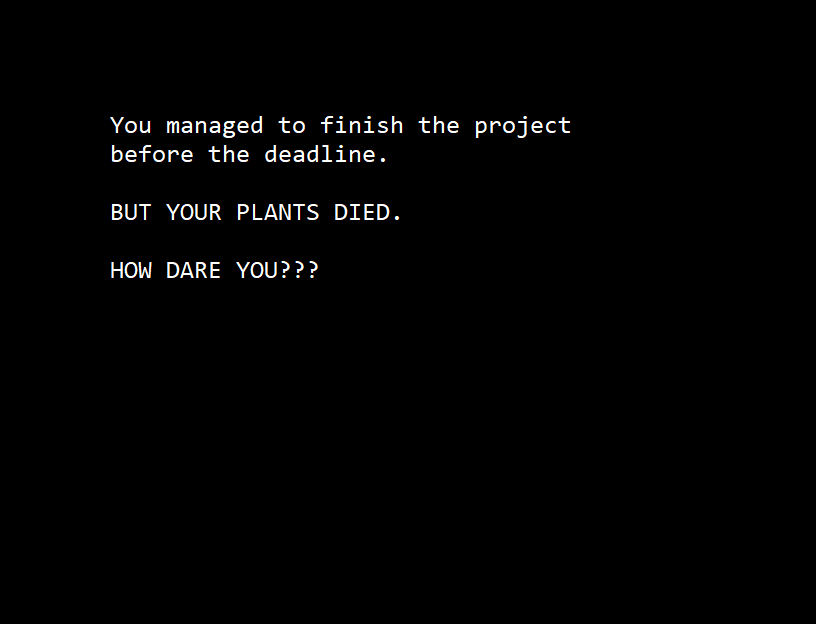 You managed to finish the project
before the deadline.
BUT YOUR PLANTS DIED.
HOW DARE YOU???